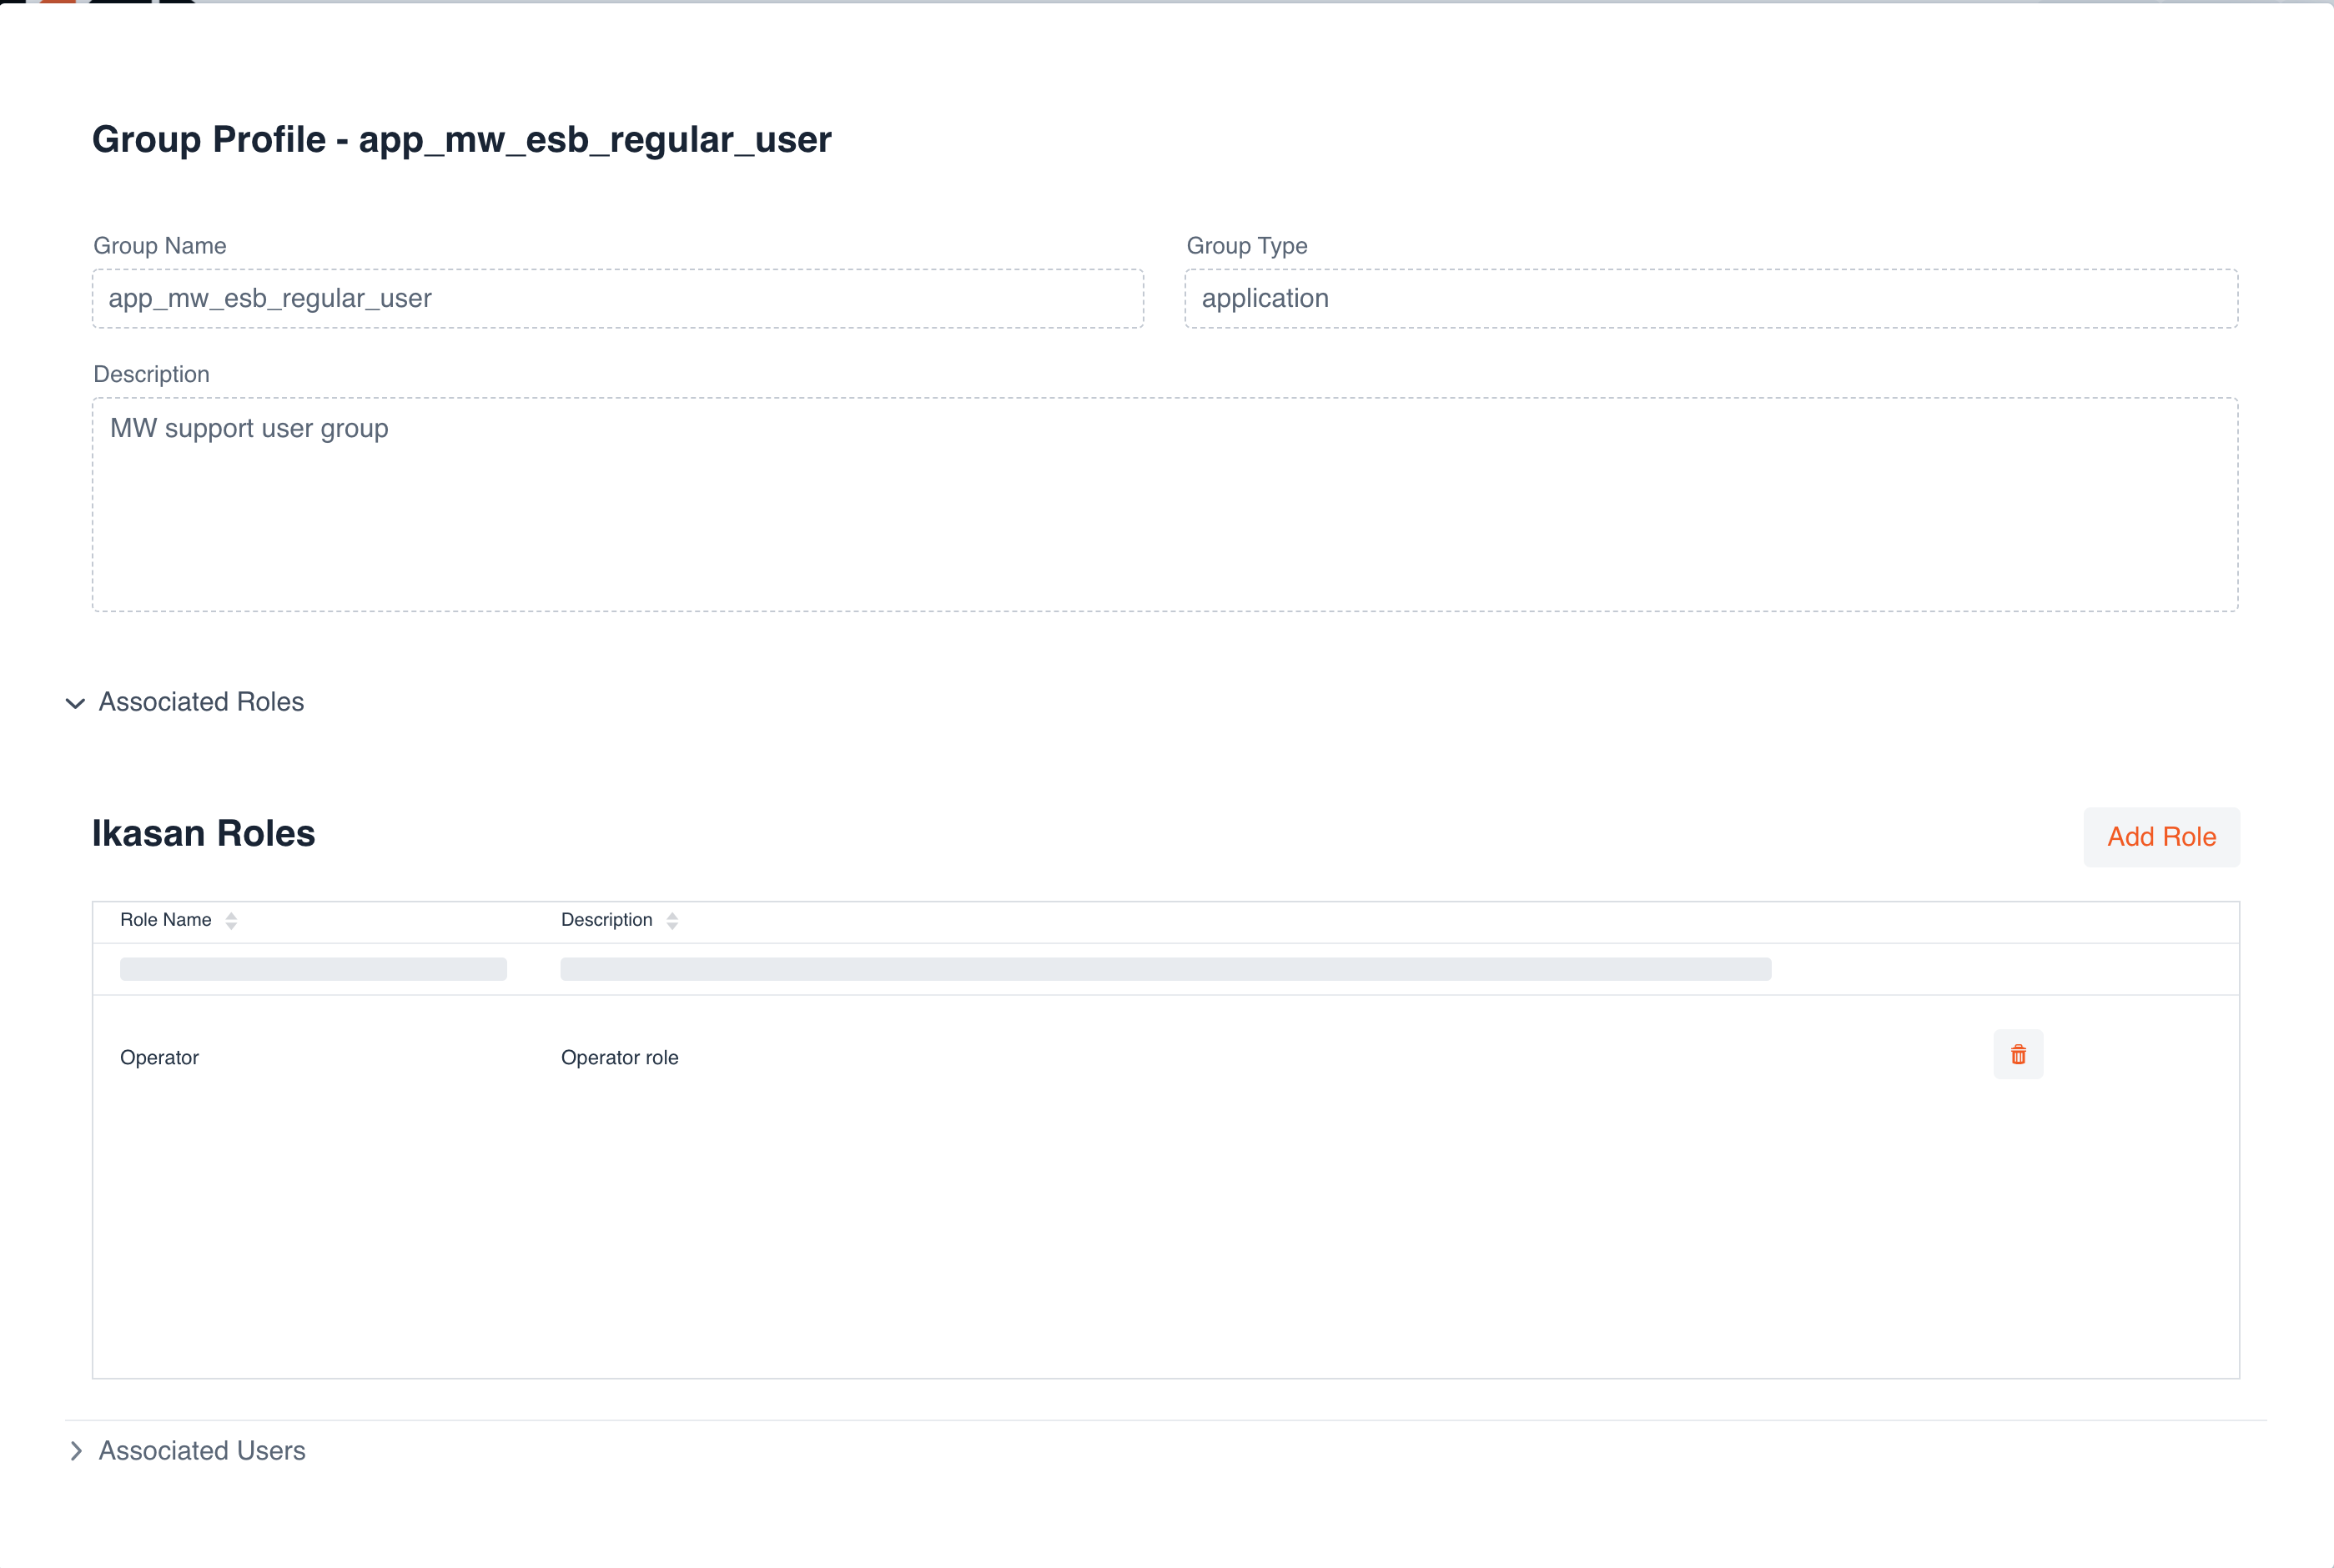 Group Profile - app_mw_esb_regular_user
Group Name
Group Type
app_mw_esb_regular_user
application
Description
MW support user group
Associated Roles
Ikasan Roles
Add Role
Role Name
Description
Operator
Operator role
Associated Users